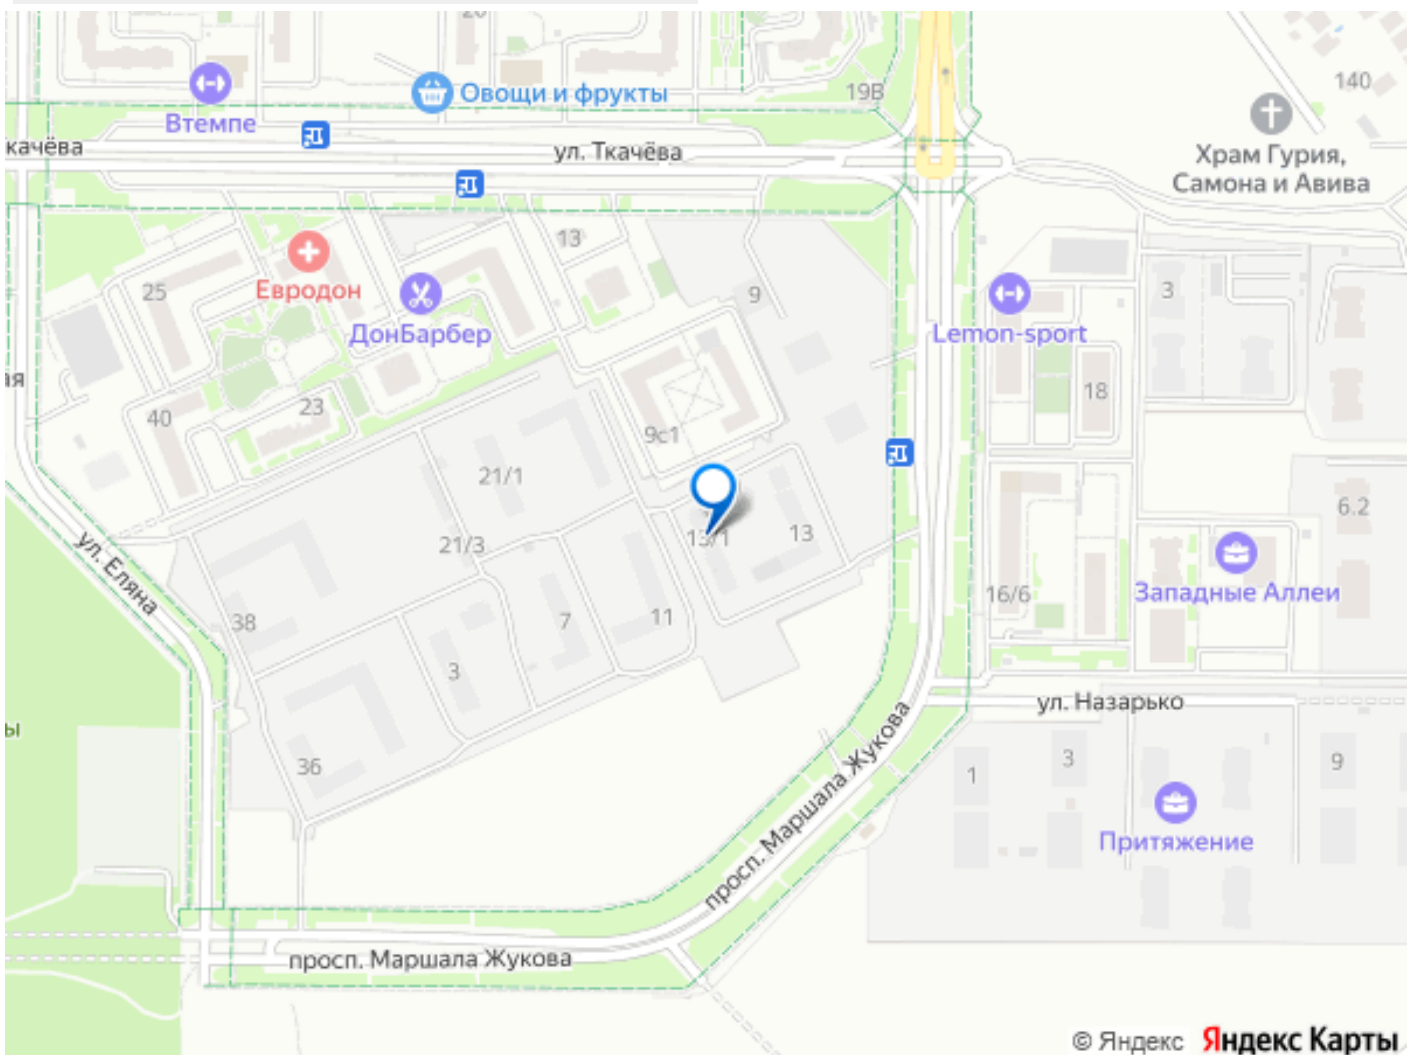 140
19В
Овощи и фрукты
Втемпе
качёва
ул. Ткачёва
Храм Гурия,
Самона и Авива
13
Евродон
25
ДонБарбер
9
3
Lemon-sport
ая
40
23
18
9с1
21/1
21/3
13/1
13
6.2
ул. Еляна
38
7
11
16/6
Западные Аллеи
3
ул. Назарько
ы
36
просп. Маршала Жукова
1
3
9
Притяжение
просп. Маршала Жукова
© Яндекс Яндекс Карты